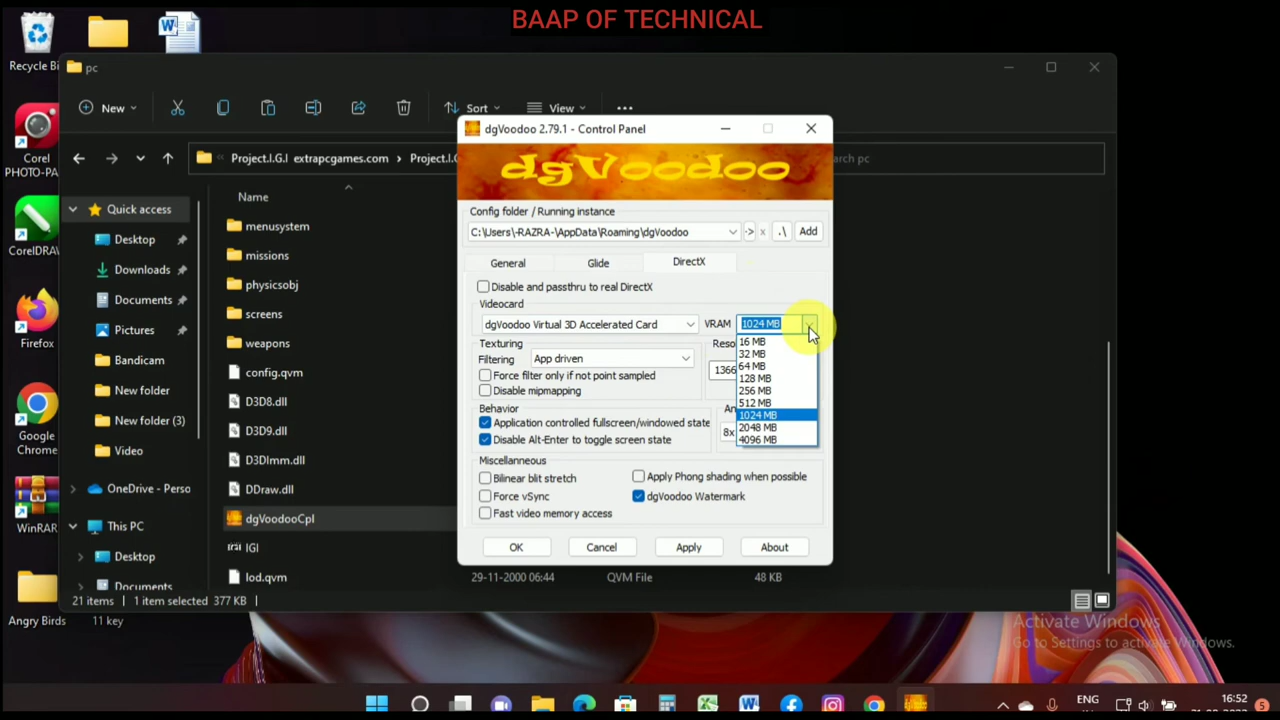 BAAP OF TECHNICAL
Recycle Bi
pc
New
Sort
View
Project.I.G.I extrapcgames.com > Project.I.G
arch pc
Corel
PHOTO-PA
CorelDRAW
Firefox
Google
Chrome
WinRAR
Angry Birds
11 key
Quick access
Desktop
Downloads
Documents
Pictures
Bandicam
New folder
New folder (3)
Video
OneDrive - Perso
This PC
Desktop
Documents
Name
menusystem
missions
physicsobj
screens
weapons
config.qvm
D3D8.dll
D3D9.dll
D3DImm.dll
DDraw.dll
dgVoodooCpl
IGI
lod.qvm
29-11-2000 06:44
QVM File
48 KB
21 items
1 item selected 377 KB
dgVoodoo 2.79.1 - Control Panel
dgVoodoo
Config folder / Running instance
C:\Users\-RAZRA-\AppData\Roaming\dgVoodoo
->
x
.\
Add
General
Glide
DirectX
Disable and passthru to real DirectX
Videocard
dgVoodoo Virtual 3D Accelerated Card
VRAM
1024 MB
16 MB
32 MB
64 MB
128 MB
256 MB
512 MB
1024 MB
2048 MB
4096 MB
Texturing
Filtering
App driven
Force filter only if not point sampled
Disable mipmapping
Reso
1366
Behavior
Application controlled fullscreen/windowed state
Disable Alt-Enter to toggle screen state
An
8x
Miscellaneous
Bilinear blit stretch
Force vSync
Fast video memory access
Apply Phong shading when possible
dgVoodoo Watermark
OK
Cancel
Apply
About
Activate Windows
Go to Settings to activate Windows.
ENG
16:52
5